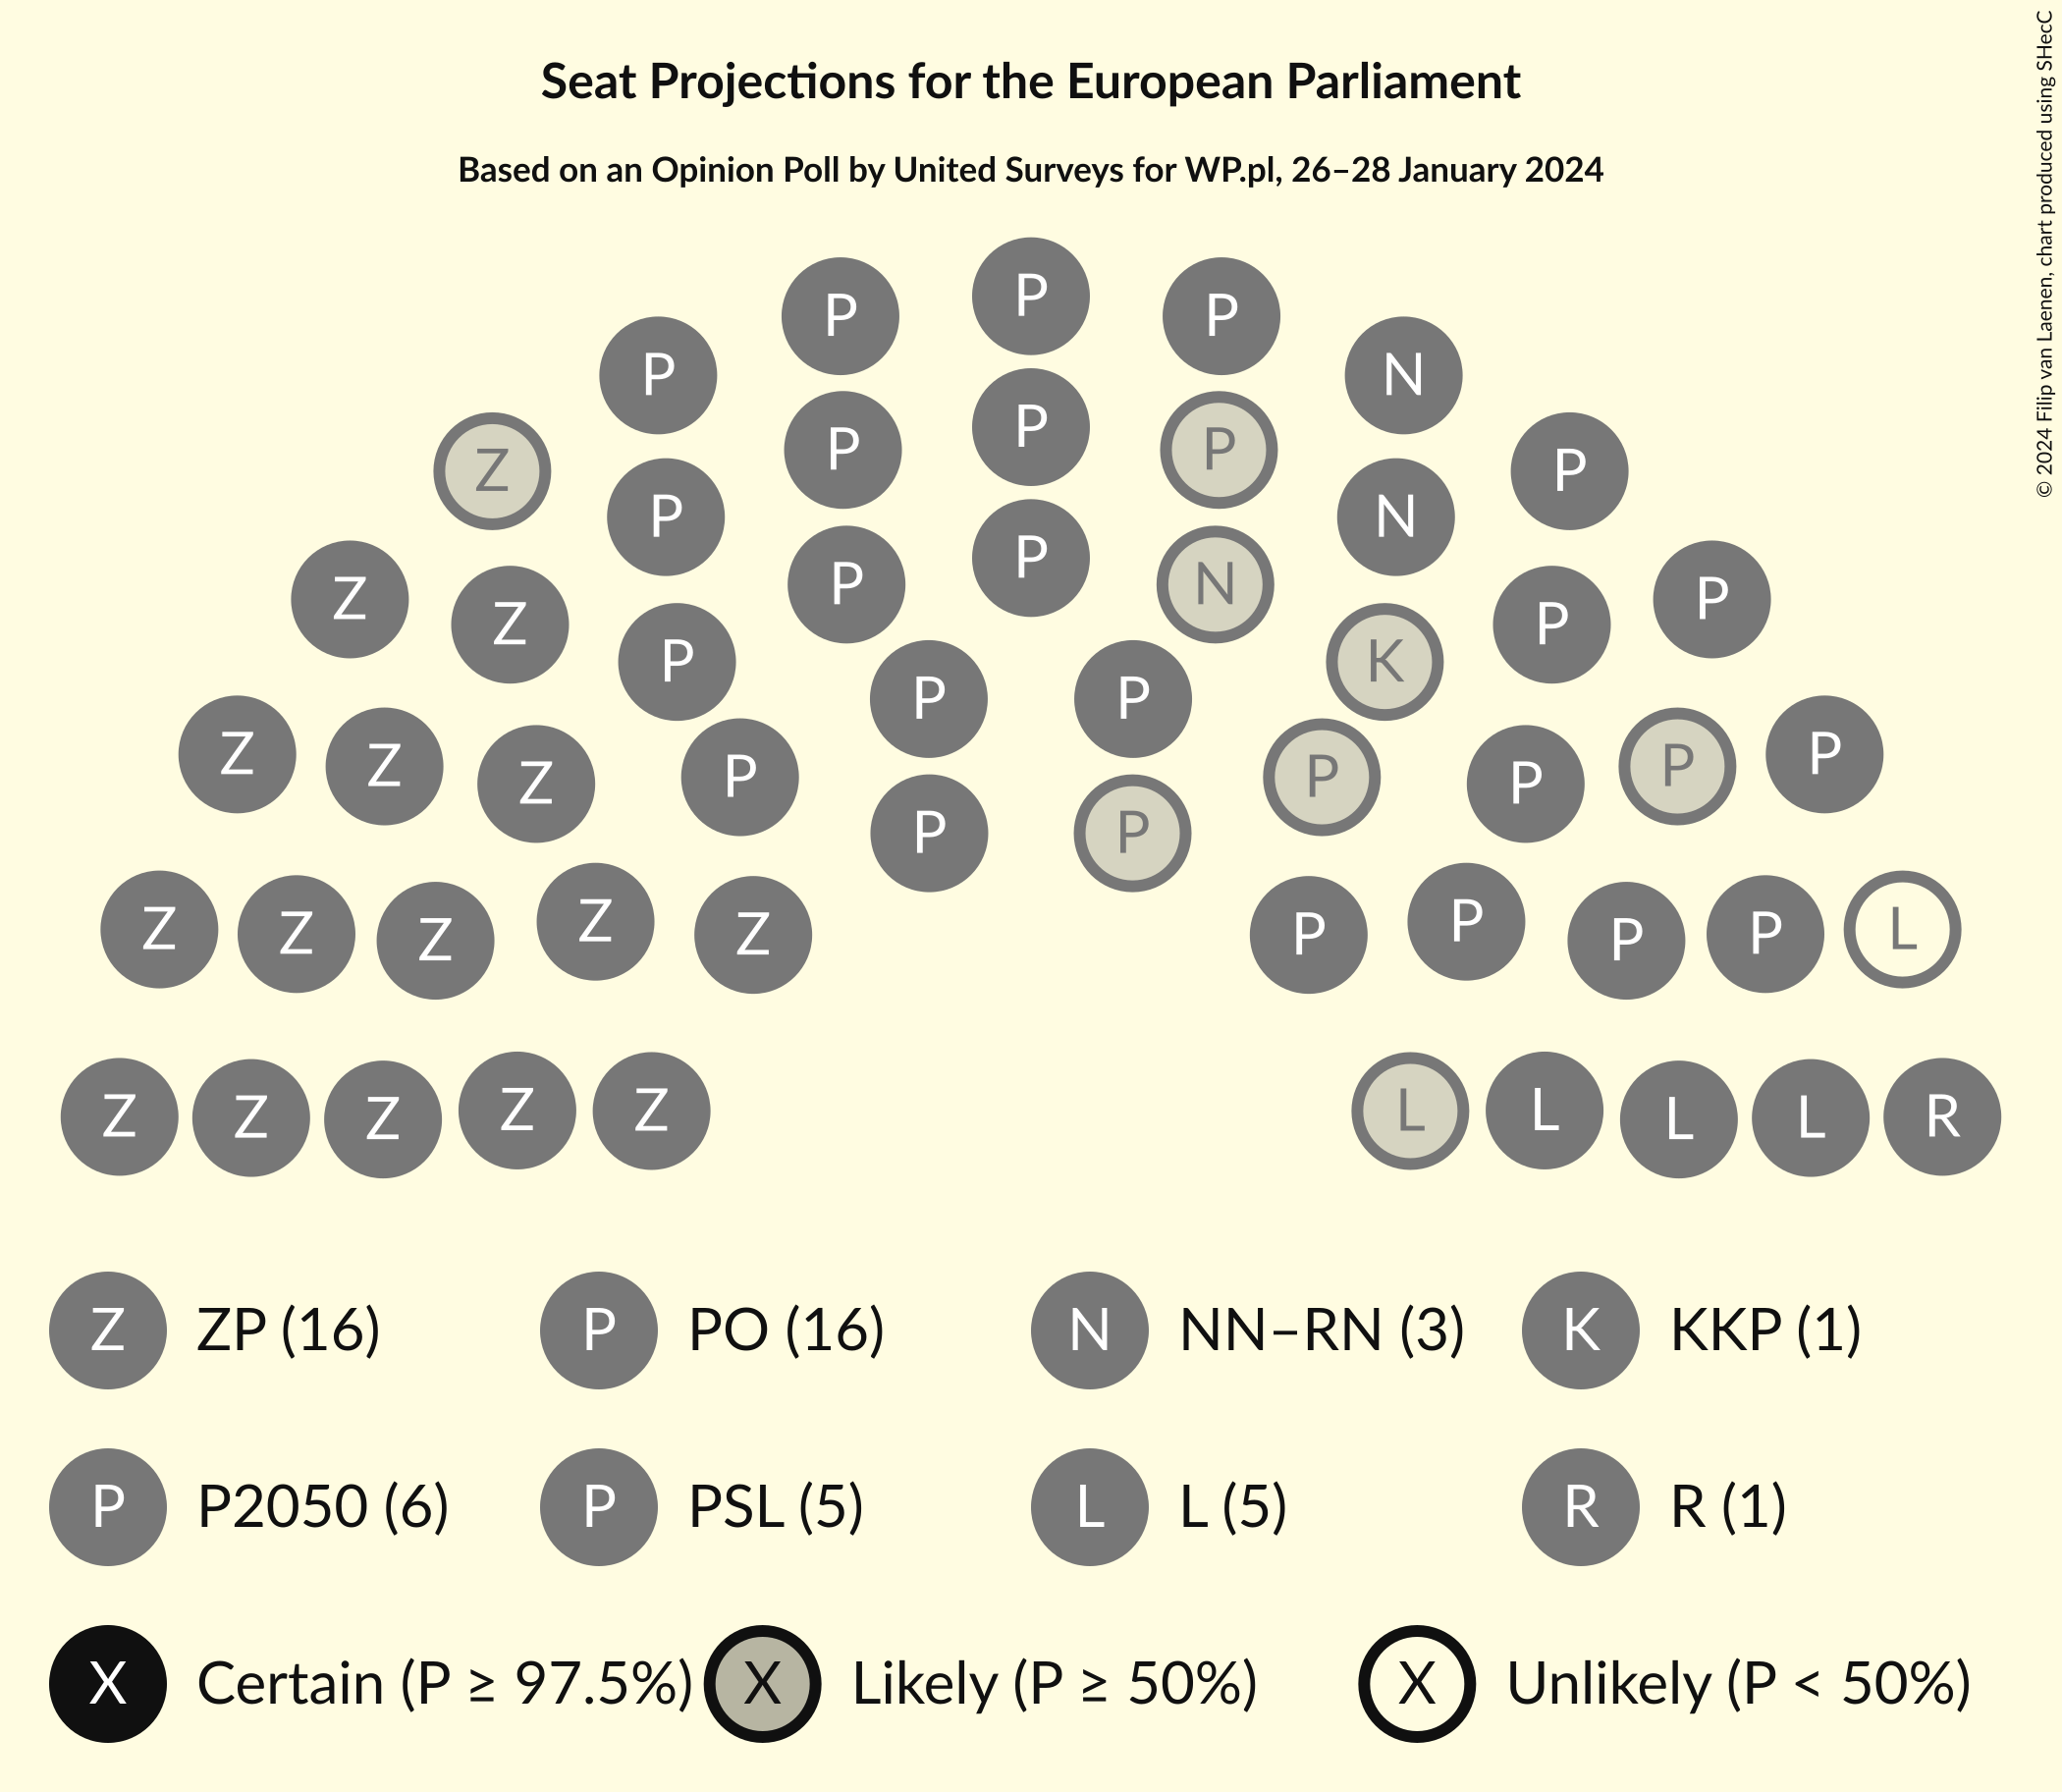 Seat Projections for the European Parliament
Based on an Opinion Poll by United Surveys for WP.pl, 26–28 January 2024
© 2024 Filip van Laenen, chart produced using SHecC
P
P P
P N
Z P P
P P P N
P P
Z Z P P N K P P
P P
Z Z Z P P P P P
P P
Z Z Z Z Z P P P P L
Z Z Z Z Z L L L L R
Z ZP (16) P PO (16) N NN–RN (3) K KKP (1)
P P2050 (6) P PSL (5) L L (5) R R (1)
X Certain (P ≥ 97.5%) X Likely (P ≥ 50%) X Unlikely (P < 50%)